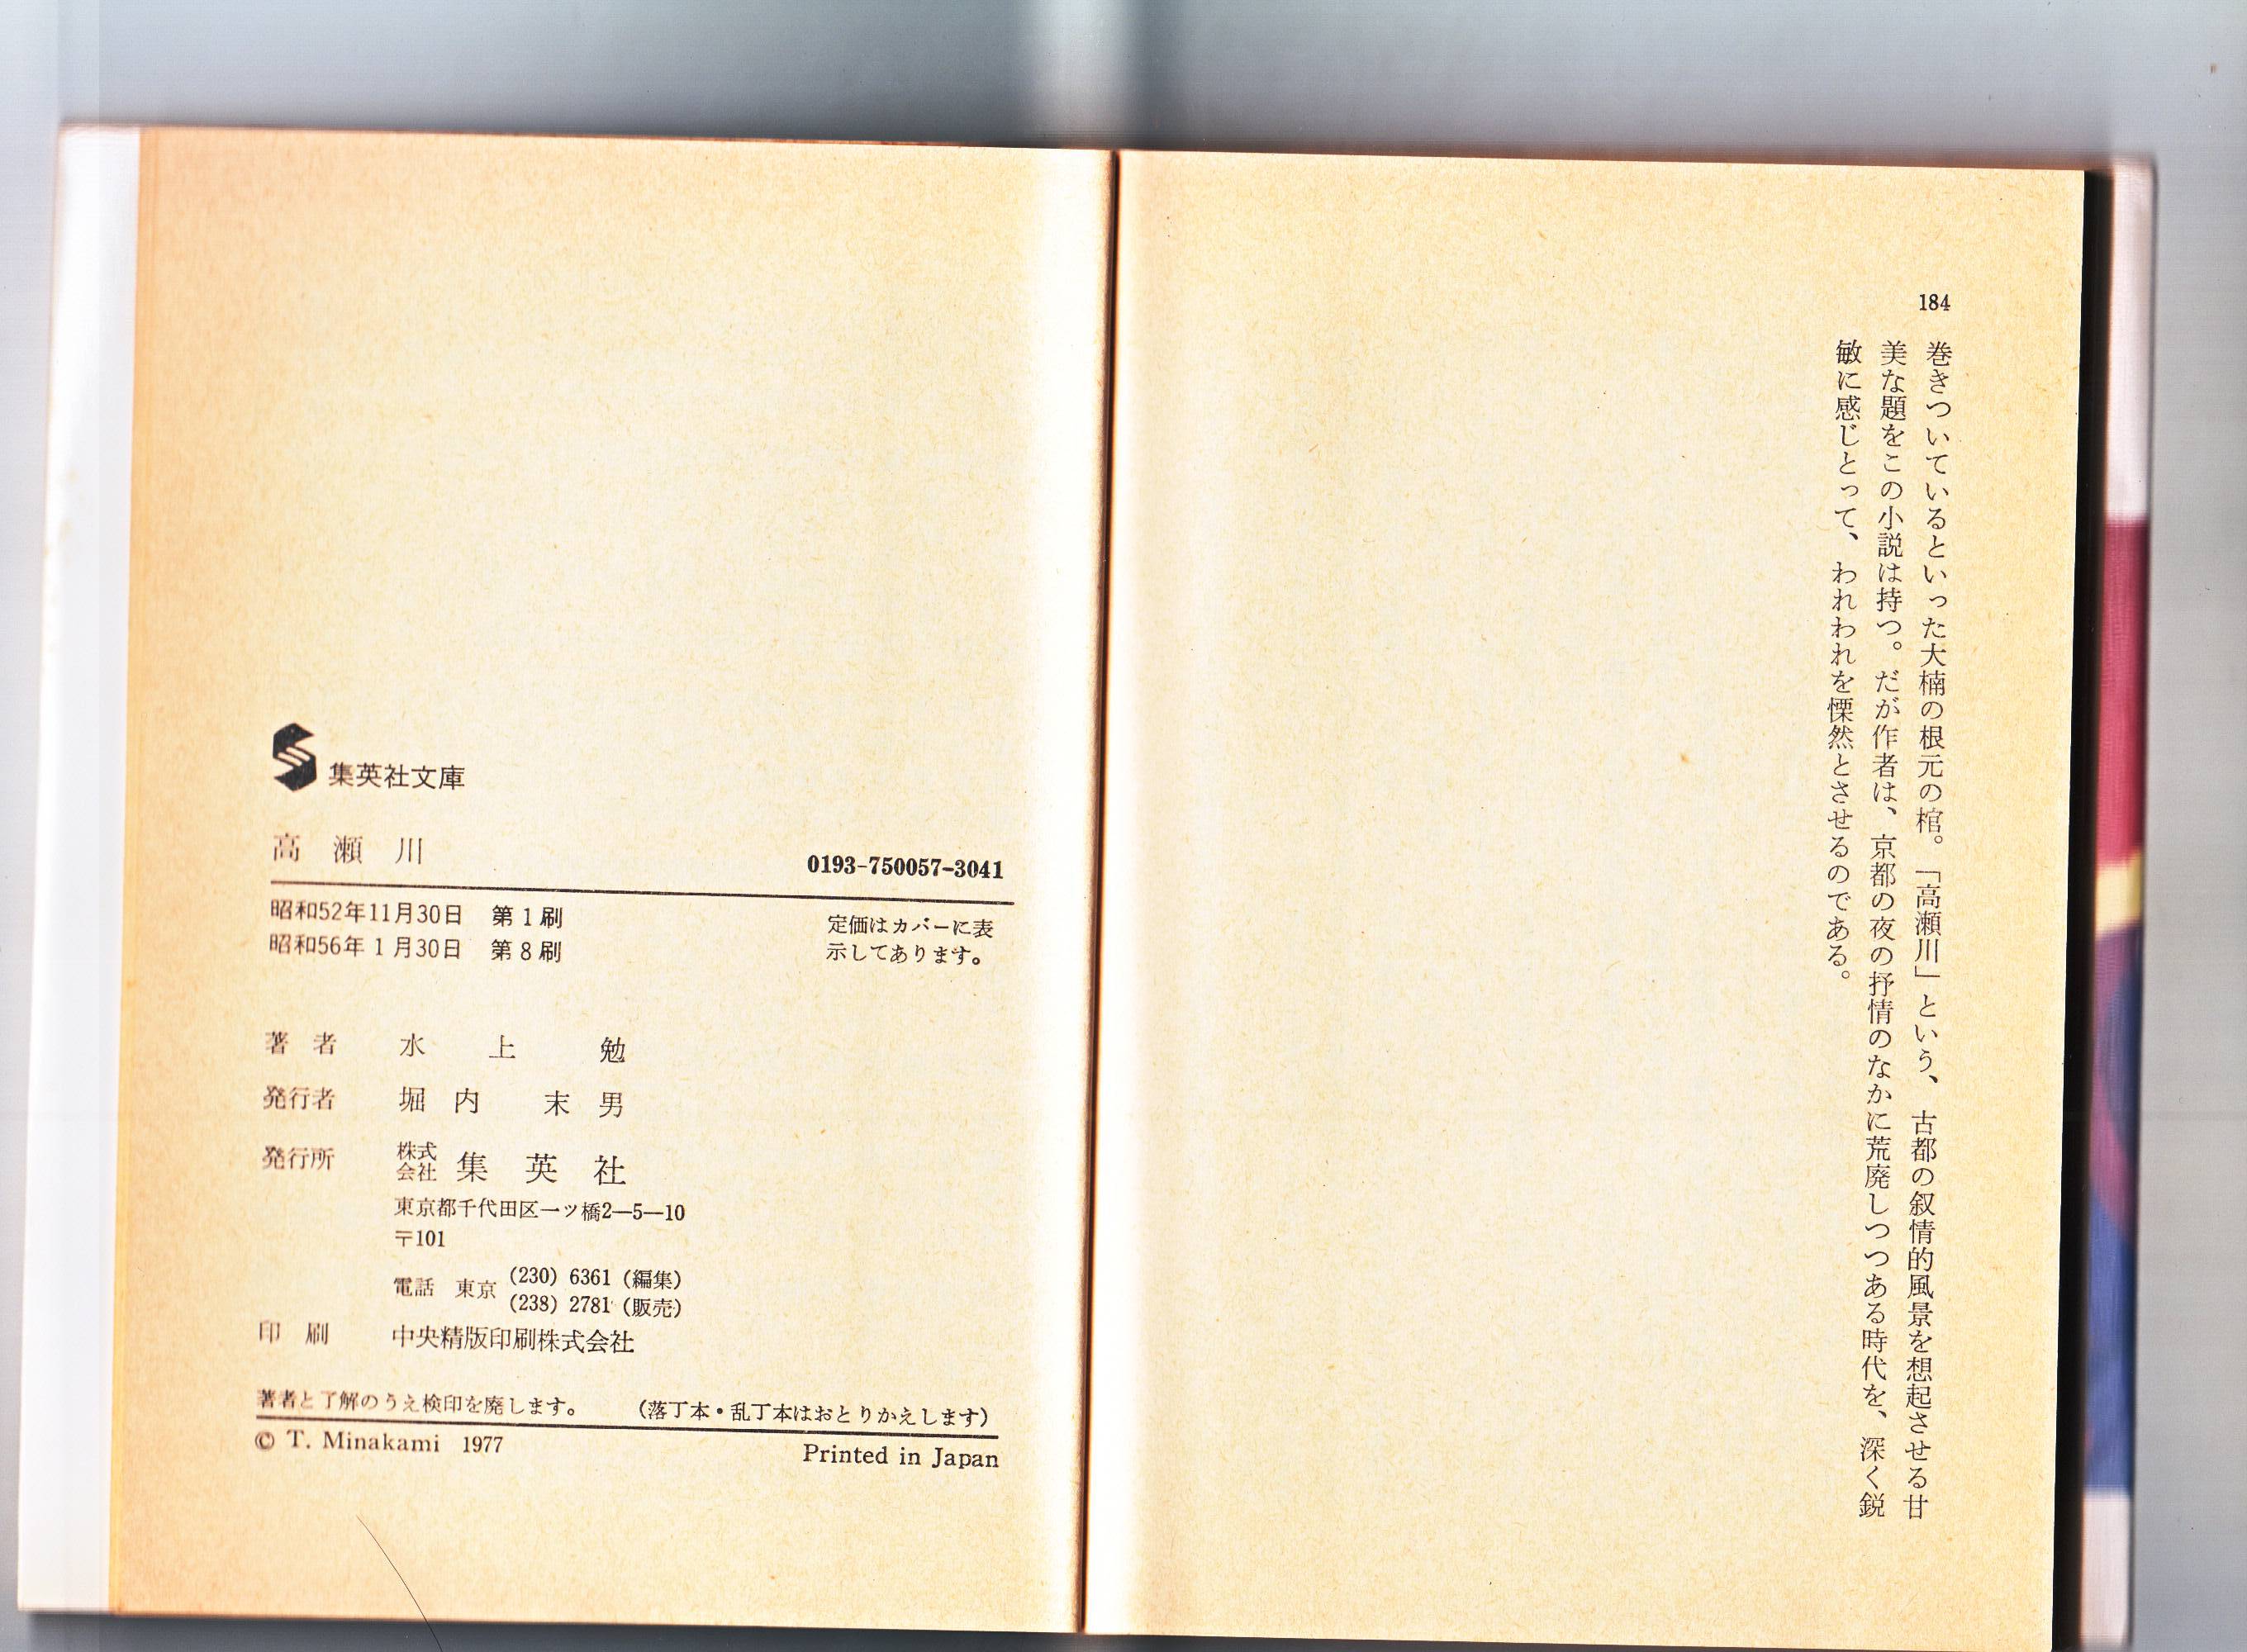 184
巻きついているといった大楠の根元の棺。「高瀬川」という、古都の叙情的風景を想起させる甘
美な題をこの小説は持つ。だが作者は、京都の夜の抒情のなかに荒廃しつつある時代を、深く鋭
敏に感じとって、われわれを慄然とさせるのである。
集英社文庫
高瀬川
0193-750057-3041
昭和52年11月30日 第1刷
昭和56年1月30日 第8刷
定価はカバーに表
示してあります。
著者 水上勉
発行者 堀内末男
発行所 株式会社 集英社
東京都千代田区一ツ橋2—5—10
〒101
電話 東京 (230) 6361 (編集)
(238) 2781 (販売)
印刷 中央精版印刷株式会社
著者と了解のうえ検印を廃します。 (落丁本・乱丁本はおとりかえします)
© T. Minakami 1977
Printed in Japan